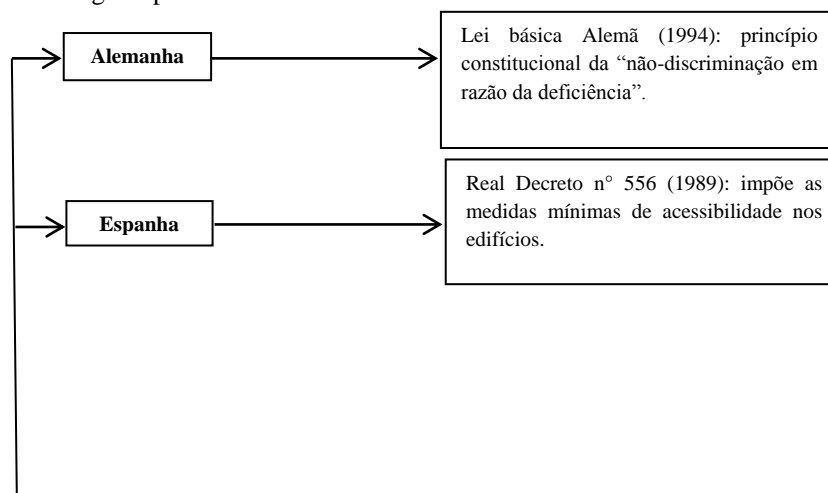 Alemanha
Lei básica Alemã (1994): princípio
constitucional da “não-discriminação em
razão da deficiência”.
Espanha
Real Decreto n° 556 (1989): impõe as
medidas mínimas de acessibilidade nos
edifícios.